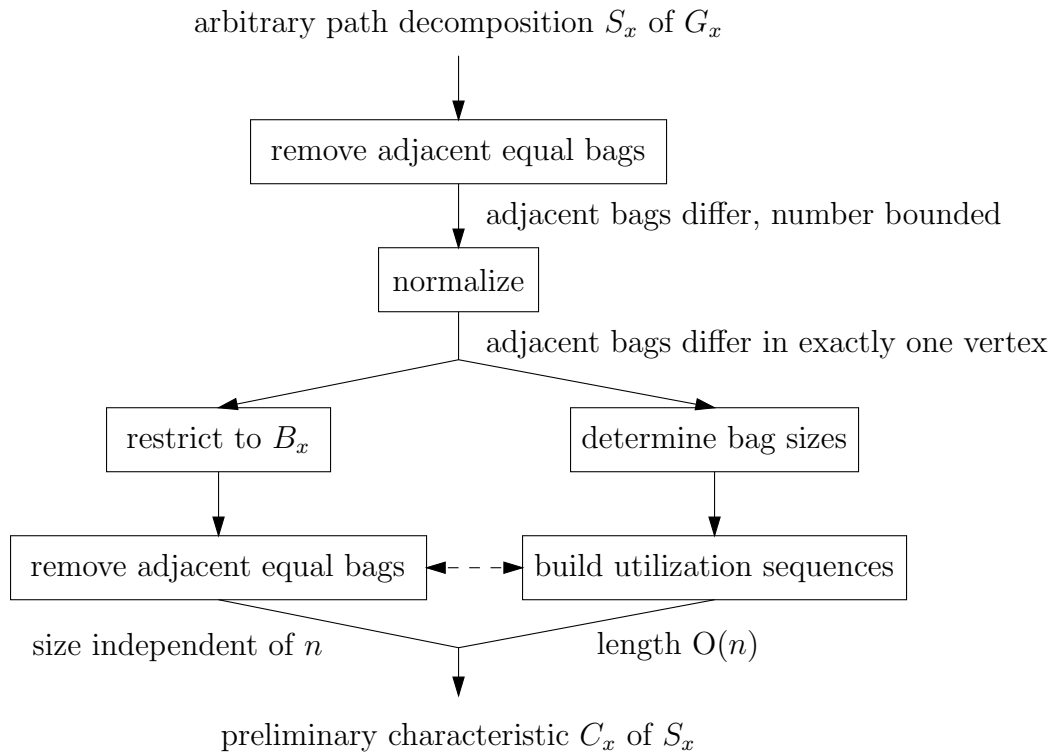 arbitrary path decomposition $S_x$ of $G_x$
remove adjacent equal bags
adjacent bags differ, number bounded
normalize
adjacent bags differ in exactly one vertex
restrict to $B_x$
determine bag sizes
remove adjacent equal bags
build utilization sequences
size independent of $n$
length O($n$)
preliminary characteristic $C_x$ of $S_x$